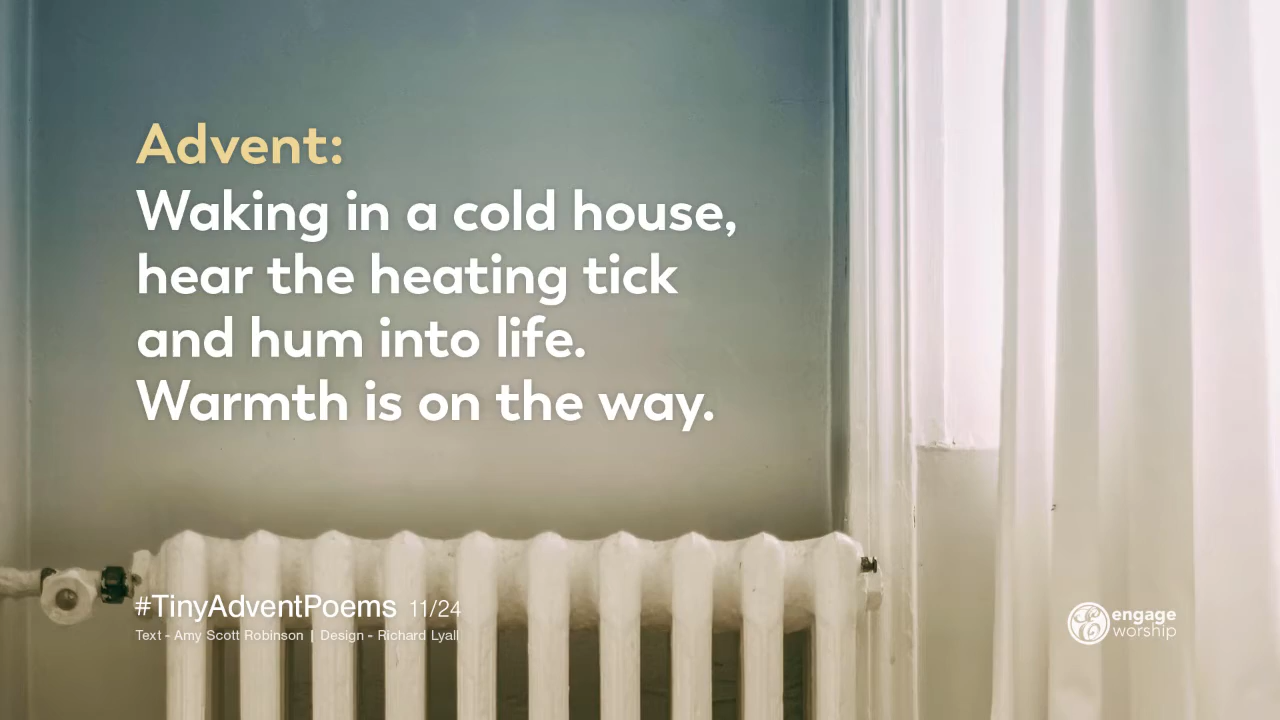 Advent:
Waking in a cold house,
hear the heating tick
and hum into life.
Warmth is on the way.
#TinyAdventPoems 11/24
Text - Amy Scott Robinson | Design - Richard Lyall
engage
worship